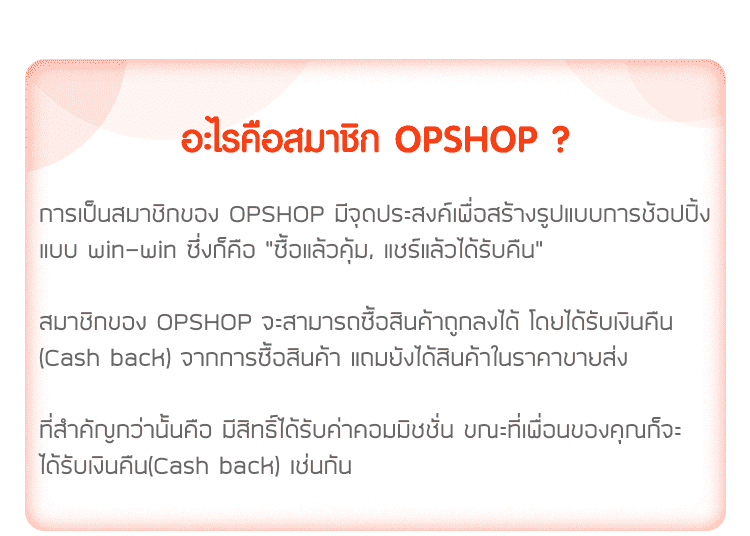 อะไรคือสมาชิก OPSHOP ?
การเป็นสมาชิกของ OPSHOP มีจุดประสงค์เพื่อสร้างรูปแบบการช้อปปิ้ง
แบบ win-win ซึ่งก็คือ "ซื้อแล้วคุ้ม, แชร์แล้วได้รับคืน"
สมาชิกของ OPSHOP จะสามารถซื้อสินค้าถูกลงได้ โดยได้รับเงินคืน
(Cash back) จากการซื้อสินค้า แถมยังได้สินค้าในราคาขายส่ง
ที่สำคัญกว่านั้นคือ มีสิทธิ์ได้รับค่าคอมมิชชั่น ขณะที่เพื่อนของคุณก็จะ
ได้รับเงินคืน(Cash back) เช่นกัน